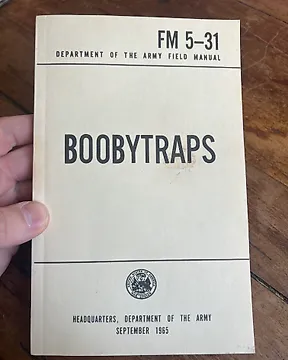 FM 5–31
DEPARTMENT OF THE ARMY FIELD MANUAL
BOOBYTRAPS
HEADQUARTERS, DEPARTMENT OF THE ARMY
SEPTEMBER 1965